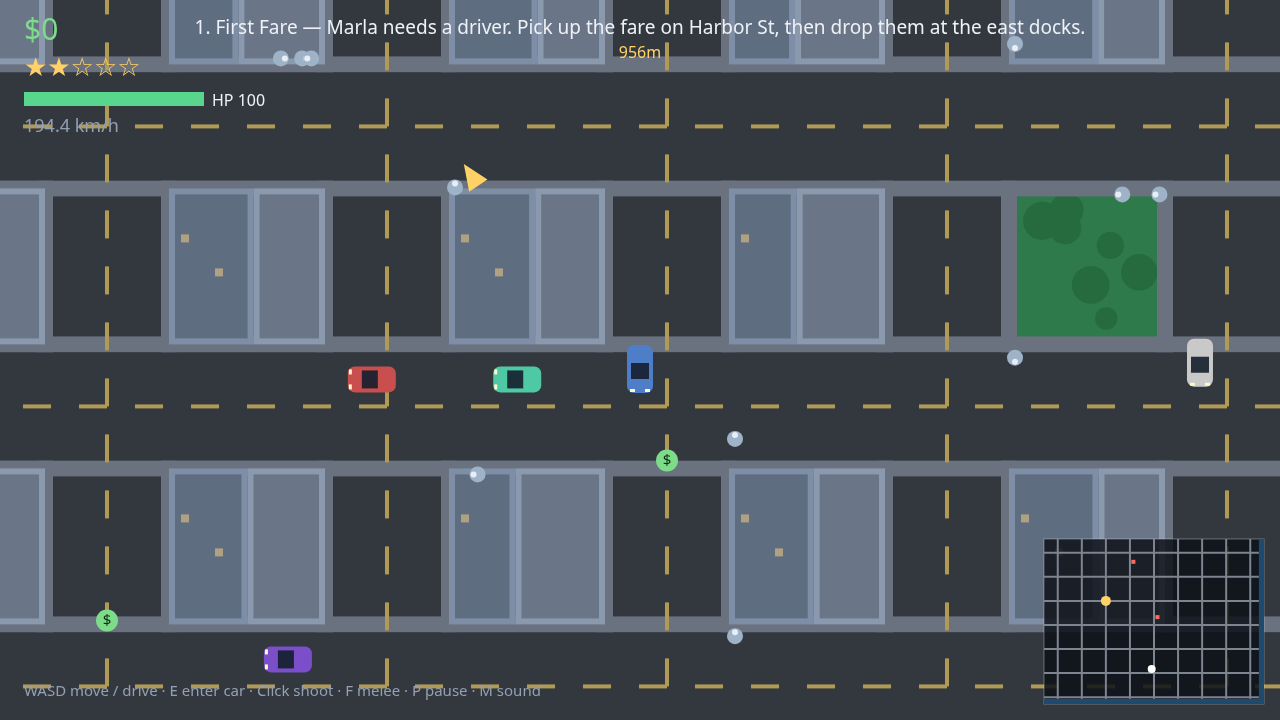 $0
1. First Fare — Marla needs a driver. Pick up the fare on Harbor St, then drop them at the east docks.
956m
★★☆☆☆
HP 100
194.4 km/h
$
$
WASD move / drive · E enter car · Click shoot · F melee · P pause · M sound